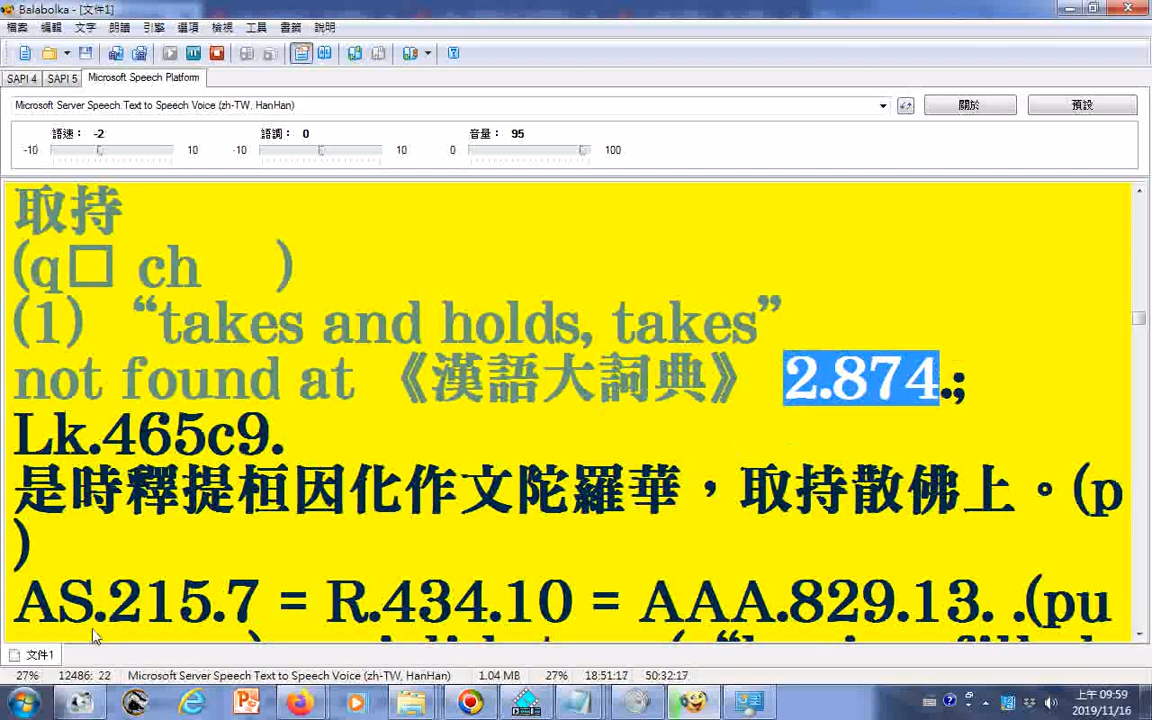 Balabolka - [文件1]
檔案 編輯 文字 朗讀 引擎 選項 檢視 工具 書籤 說明
SAPI 4 SAPI 5 Microsoft Speech Platform
Microsoft Server Speech Text to Speech Voice (zh-TW, HanHan) 關於 預設
語速： -2 語調： 0 音量： 95
-10 10 -10 10 0 100
取持
(q□ ch )
(1) “takes and holds, takes”
not found at 《漢語大詞典》 2.874.;
Lk.465c9.
是時釋提桓因化作文陀羅華，取持散佛上。(p
)
AS.215.7 = R.434.10 = AAA.829.13. .(pu
文件1
27% 12486: 22 Microsoft Server Speech Text to Speech Voice (zh-TW, HanHan) 1.04 MB 27% 18:51:17 50:32:17
上午 09:59
2019/11/16